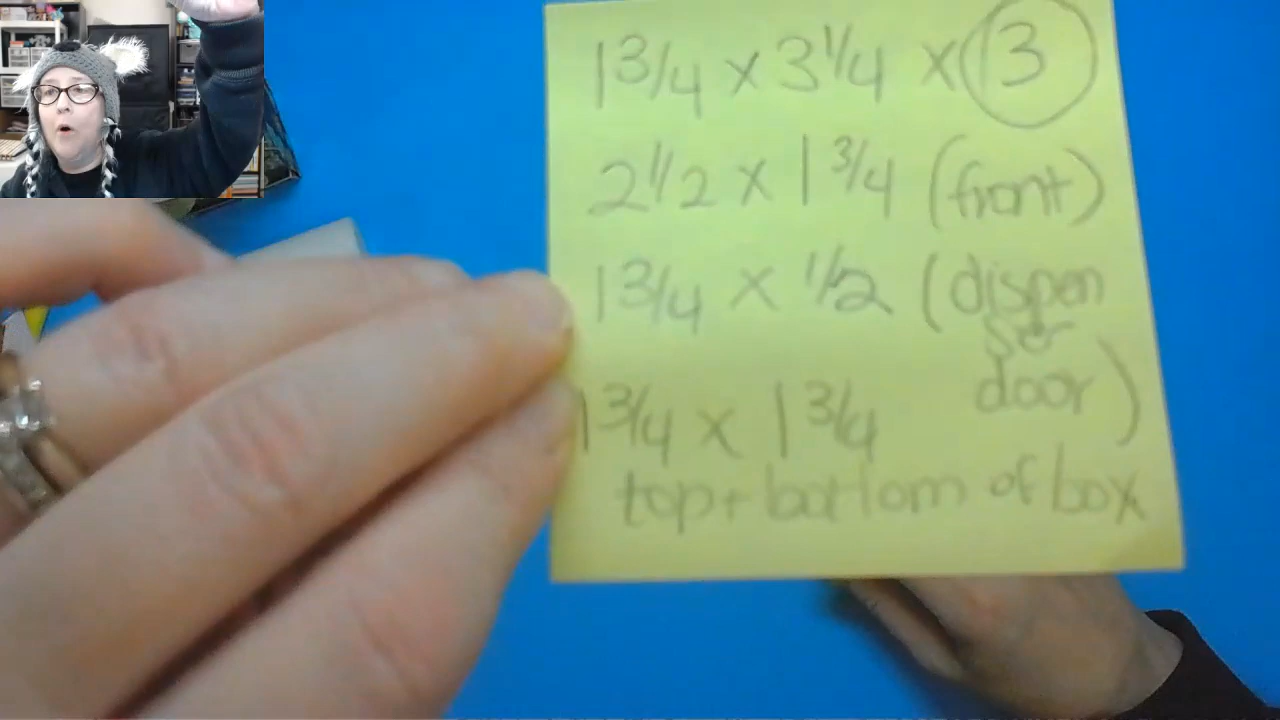 1 3/4 x 3 1/4 x 3
2 1/2 x 1 3/4 (front)
1 3/4 x 1/2 (dispen
ser
door)
1 3/4 x 1 3/4
top + bottom of box